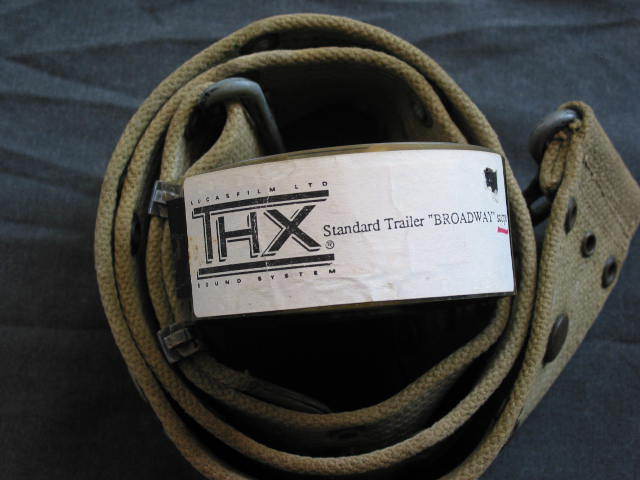 LUCASFILM LTD
THX ®
Standard Trailer "BROADWAY"
SOUND SYSTEM